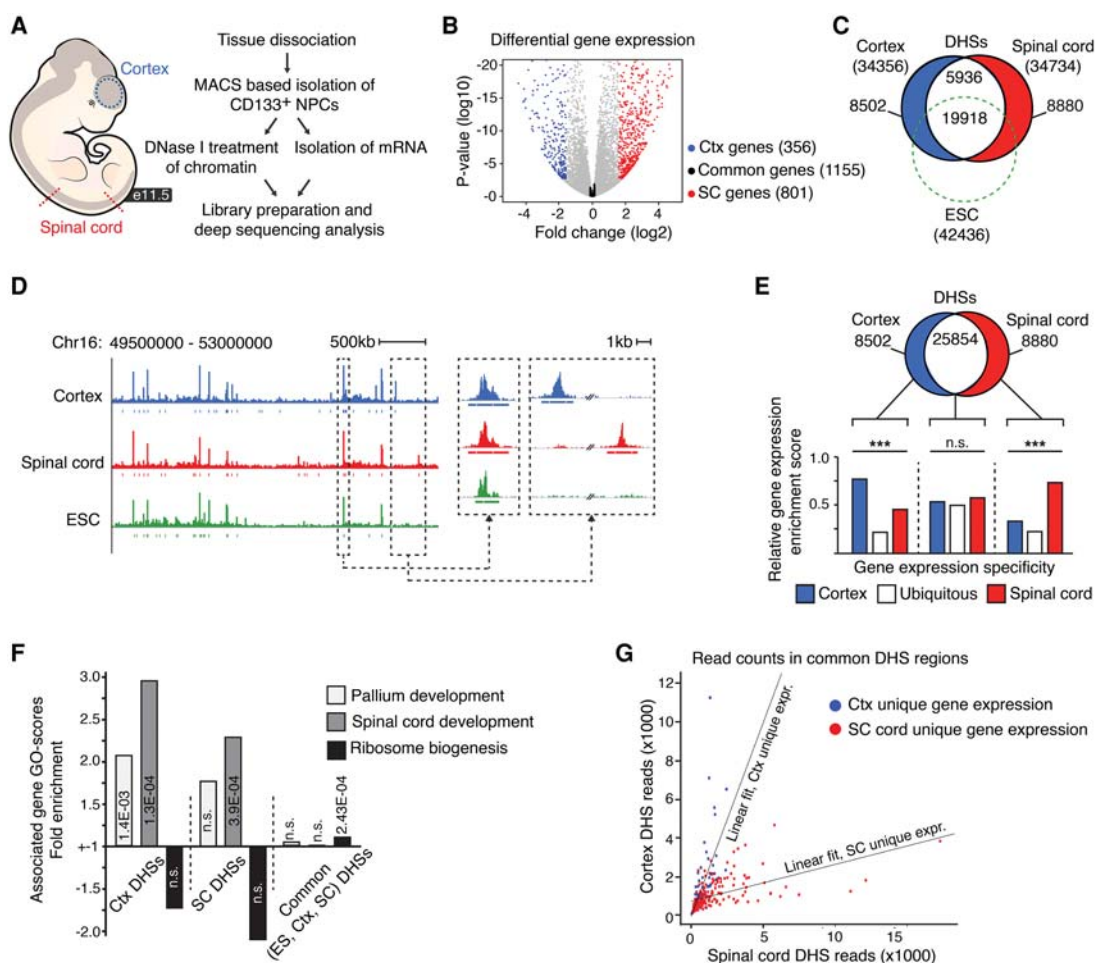 A
Cortex
e11.5
Spinal cord
Tissue dissociation
MACS based isolation of
CD133+ NPCs
DNase I treatment
of chromatin
Isolation of mRNA
Library preparation and
deep sequencing analysis
B
Differential gene expression
P-value (log10)
-20
-15
-10
-5
-0
-4 -2 0 2 4
Fold change (log2)
Ctx genes (356)
Common genes (1155)
SC genes (801)
C
DHSs
Cortex
(34356)
Spinal cord
(34734)
5936
8502
8880
19918
ESC
(42436)
D
Chr16: 49500000 - 53000000
500kb
1kb
Cortex
Spinal cord
ESC
E
DHSs
Cortex
8502
25854
Spinal cord
8880
*** n.s. ***
Relative gene expression
enrichment score
1.0
0.5
0
Gene expression specificity
Cortex Ubiquitous Spinal cord
F
Associated gene GO-scores
Fold enrichment
3.0
2.5
2.0
1.5
+-1
-1.5
-2.0
Pallium development
Spinal cord development
Ribosome biogenesis
1.4E-03
1.3E-04
n.s.
n.s.
3.9E-04
n.s.
n.s.
n.s.
2.43E-04
Ctx DHSs
SC DHSs
Common
(ES, Ctx, SC) DHSs
G
Read counts in common DHS regions
Cortex DHS reads (x1000)
12
10
8
6
4
2
0
0 5 10 15
Spinal cord DHS reads (x1000)
Linear fit, Ctx unique expr.
Linear fit, SC unique expr.
Ctx unique gene expression
SC cord unique gene expression